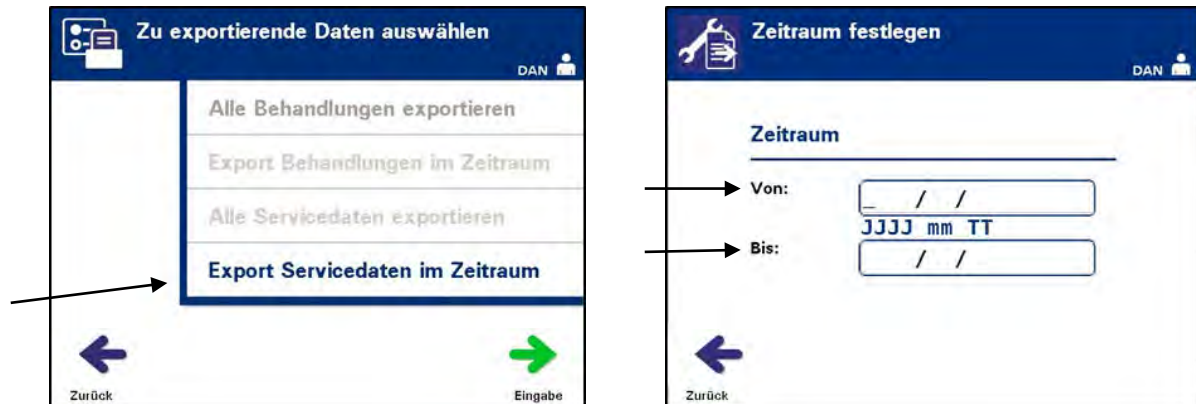 Zu exportierende Daten auswählen
DAN
Alle Behandlungen exportieren
Export Behandlungen im Zeitraum
Alle Servicedaten exportieren
Export Servicedaten im Zeitraum
Zurück
Eingabe
Zeitraum festlegen
DAN
Zeitraum
Von:
_ / /
JJJJ mm TT
Bis:
/ /
Zurück